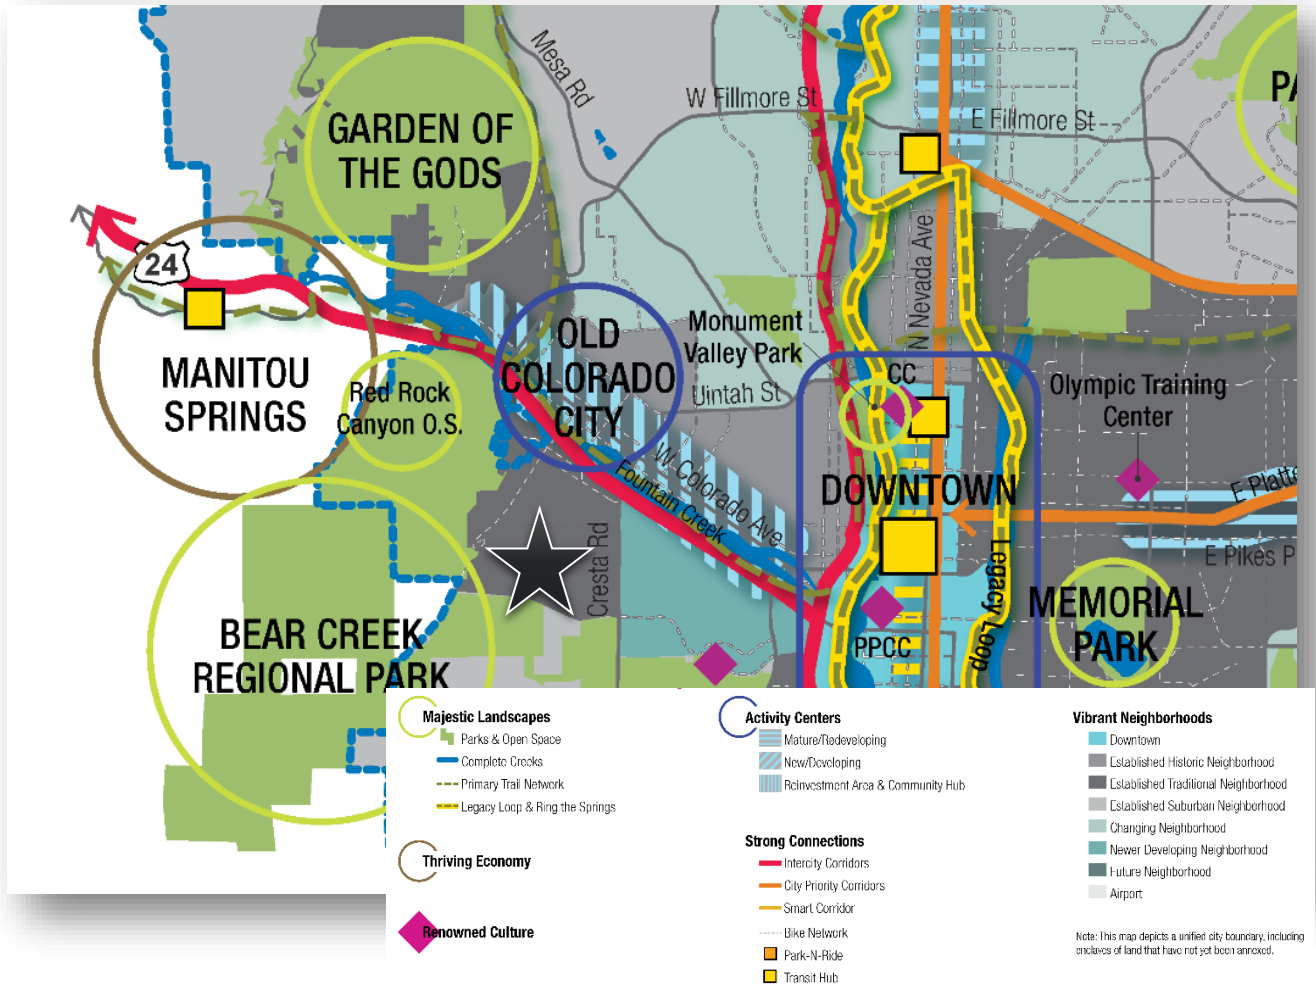 Mesa Rd
W Fillmore St
E Fillmore St
PA
GARDEN OF
THE GODS
24
N Nevada Ave
MANITOU
SPRINGS
Red Rock
Canyon O.S.
OLD
COLORADO
CITY
Monument
Valley Park
Uintah St
CC
Olympic Training
Center
DOWNTOWN
W Colorado Ave
Fountain Creek
E Platte
E Pikes P
Cresta Rd
Legacy Loop
MEMORIAL
PARK
PPCC
BEAR CREEK
REGIONAL PARK
Majestic Landscapes
Parks & Open Space
Complete Creeks
Primary Trail Network
Legacy Loop & Ring the Springs
Thriving Economy
Renowned Culture
Activity Centers
Mature/Redeveloping
New/Developing
Reinvestment Area & Community Hub
Strong Connections
Intercity Corridors
City Priority Corridors
Smart Corridor
Bike Network
Park-N-Ride
Transit Hub
Vibrant Neighborhoods
Downtown
Established Historic Neighborhood
Established Traditional Neighborhood
Established Suburban Neighborhood
Changing Neighborhood
Newer Developing Neighborhood
Future Neighborhood
Airport
Note: This map depicts a unified city boundary, including
enclaves of land that have not yet been annexed.